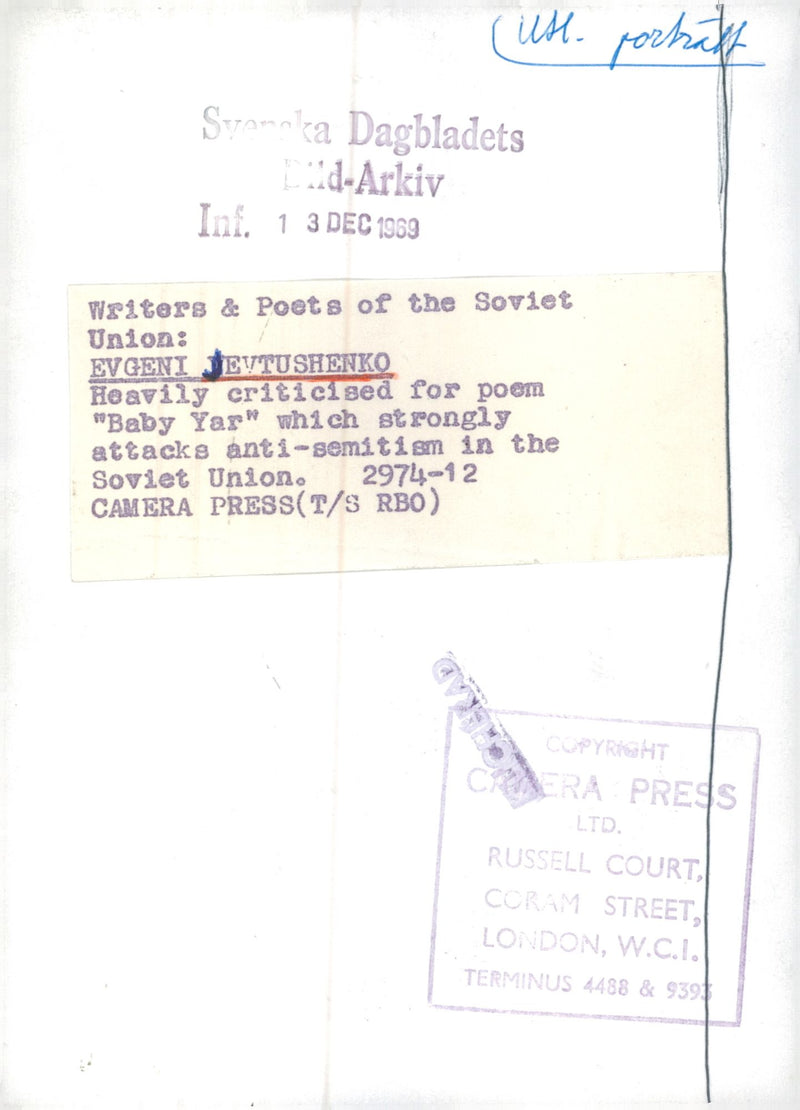 Utl. porträtt
Svenska Dagbladets
Bild-Arkiv
Inf. 13 DEC 1969
Writers & Poets of the Soviet
Union:
EVGENI JEVTUSHENKO
Heavily criticised for poem
"Baby Yar" which strongly
attacks anti-semitism in the
Soviet Union. 2974-12
CAMERA PRESS(T/S RBO)
COPYRIGHT
CAMERA PRESS
LTD.
RUSSELL COURT,
CORAM STREET,
LONDON, W.C.I.
TERMINUS 4488 & 9393